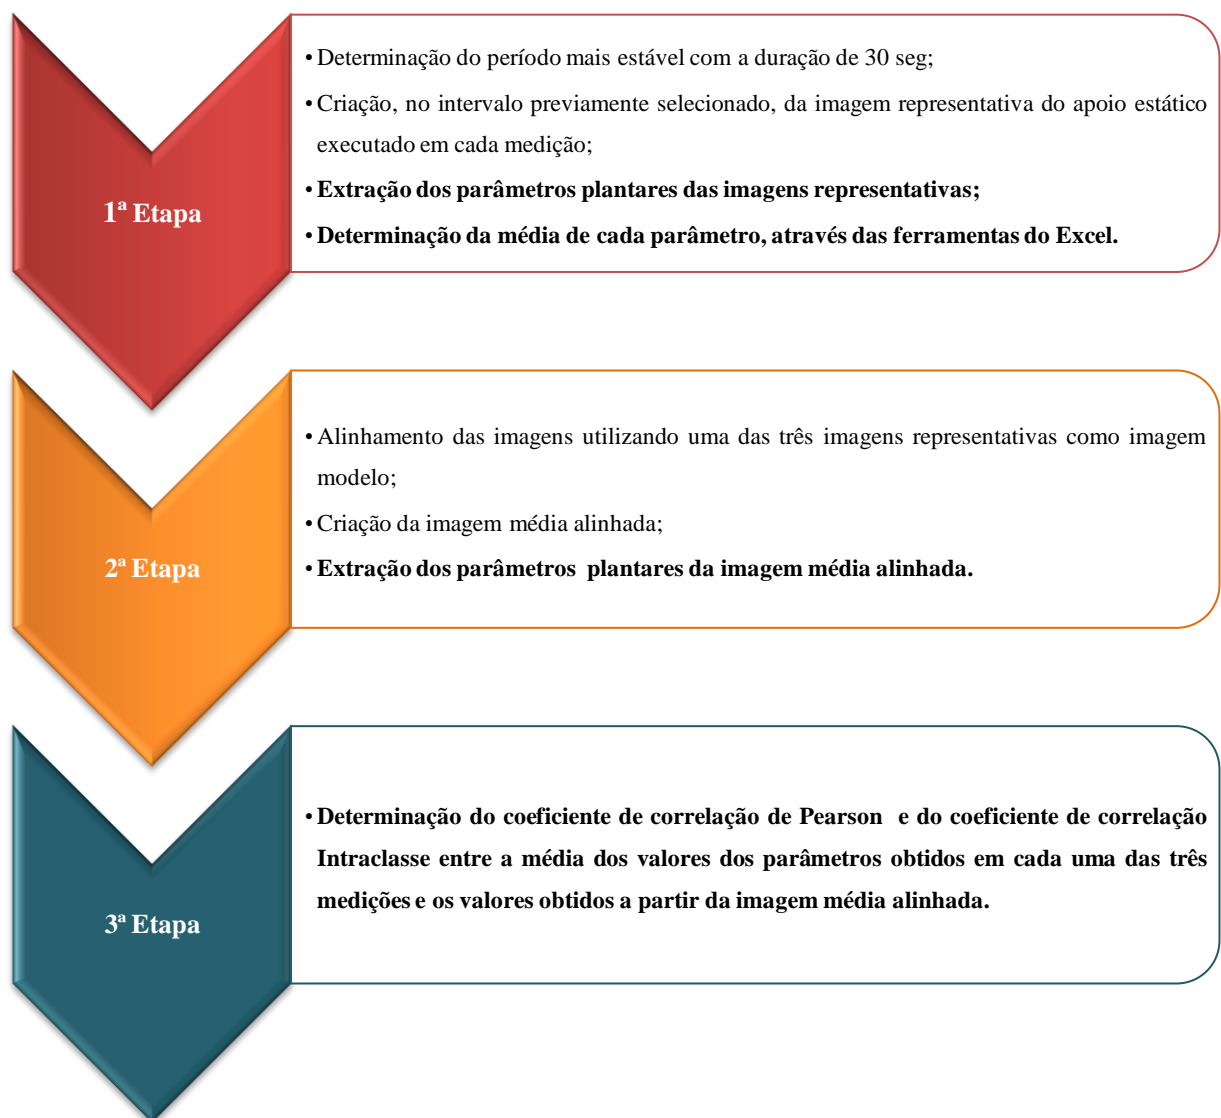 1ª Etapa
• Determinação do período mais estável com a duração de 30 seg;
• Criação, no intervalo previamente selecionado, da imagem representativa do apoio estático
executado em cada medição;
• Extração dos parâmetros plantares das imagens representativas;
• Determinação da média de cada parâmetro, através das ferramentas do Excel.
2ª Etapa
• Alinhamento das imagens utilizando uma das três imagens representativas como imagem
modelo;
• Criação da imagem média alinhada;
• Extração dos parâmetros plantares da imagem média alinhada.
3ª Etapa
• Determinação do coeficiente de correlação de Pearson e do coeficiente de correlação
Intraclasse entre a média dos valores dos parâmetros obtidos em cada uma das três
medições e os valores obtidos a partir da imagem média alinhada.